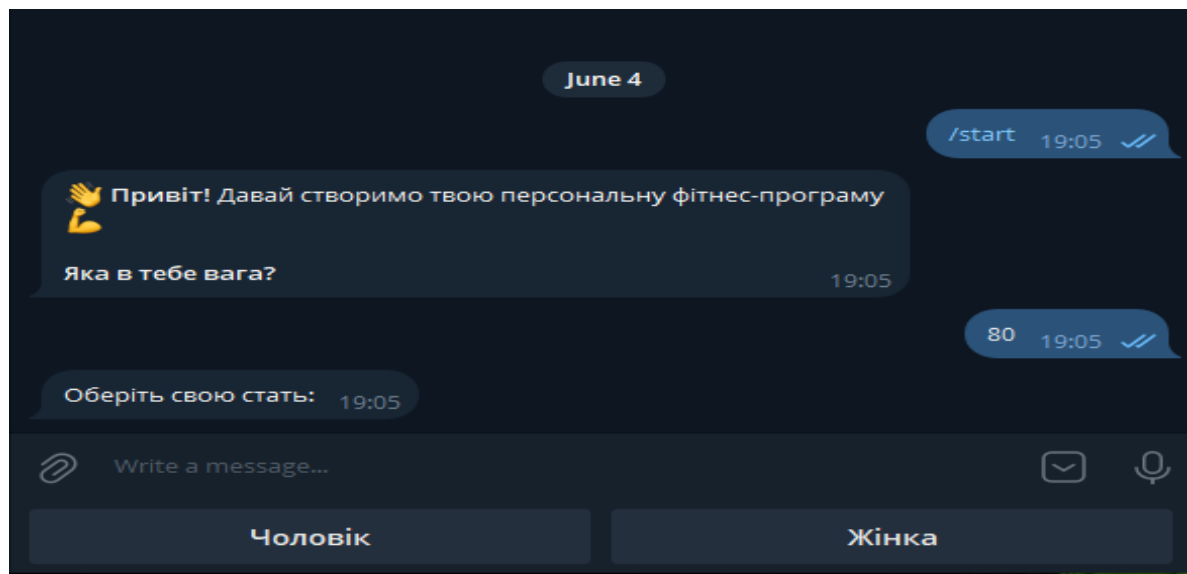 June 4
/start 19:05
👋 Привіт! Давай створимо твою персональну фітнес-програму
💪
Яка в тебе вага?
19:05
80 19:05
Оберіть свою стать: 19:05
Write a message...
Чоловік Жінка